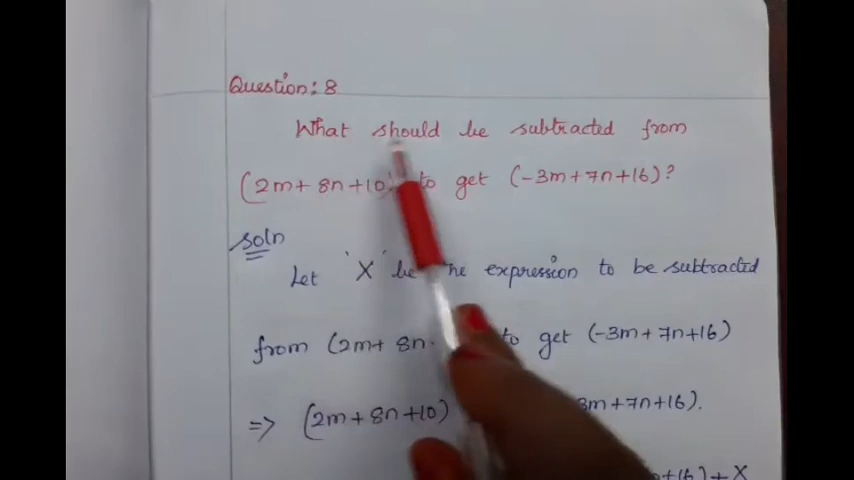 Question: 8
What should be subtracted from
(2m + 8n + 10) to get (-3m + 7n + 16)?
soln
Let 'X' be the expression to be subtracted
from (2m + 8n to get (-3m + 7n + 16)
=> (2m + 8n + 10) 3m + 7n + 16).
+ 16) + X